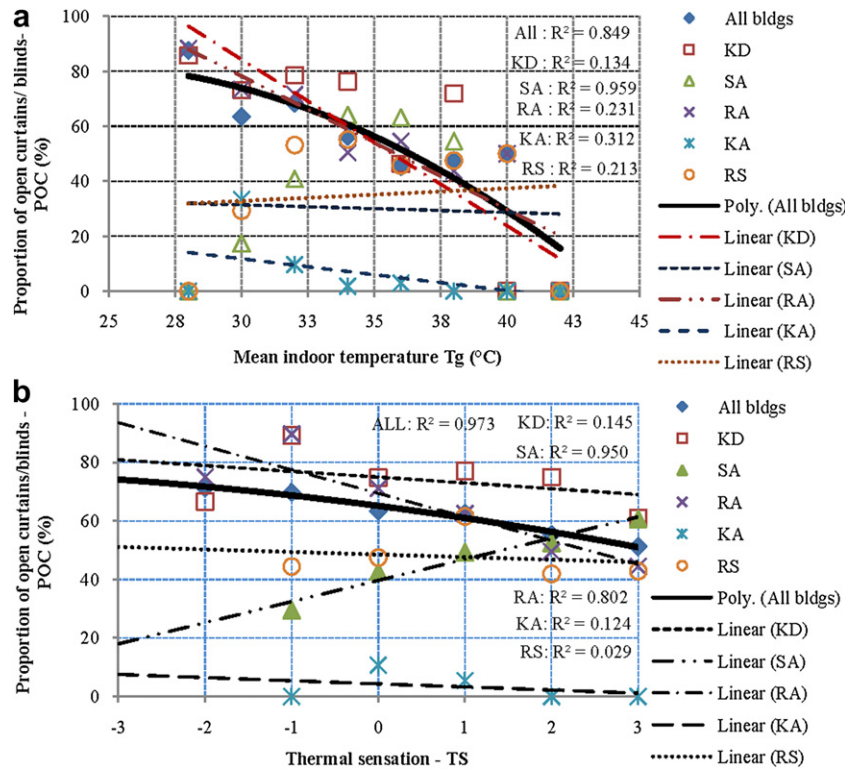 a
Proportion of open curtains/ blinds-
POC (%)
100
80
60
40
20
0
25
28
30
33
35
38
40
43
45
Mean indoor temperature Tg (°C)
All : R² = 0.849
KD : R² = 0.134
SA : R² = 0.959
RA : R² = 0.231
KA : R² = 0.312
RS : R² = 0.213
All bldgs
KD
SA
RA
KA
RS
Poly. (All bldgs)
Linear (KD)
Linear (SA)
Linear (RA)
Linear (KA)
Linear (RS)
b
Proportion of open curtains/blinds -
POC (%)
100
80
60
40
20
0
-3
-2
-1
0
1
2
3
Thermal sensation - TS
ALL: R² = 0.973
KD: R² = 0.145
SA: R² = 0.950
RA: R² = 0.802
KA: R² = 0.124
RS: R² = 0.029
All bldgs
KD
SA
RA
KA
RS
Poly. (All bldgs)
Linear (KD)
Linear (SA)
Linear (RA)
Linear (KA)
Linear (RS)